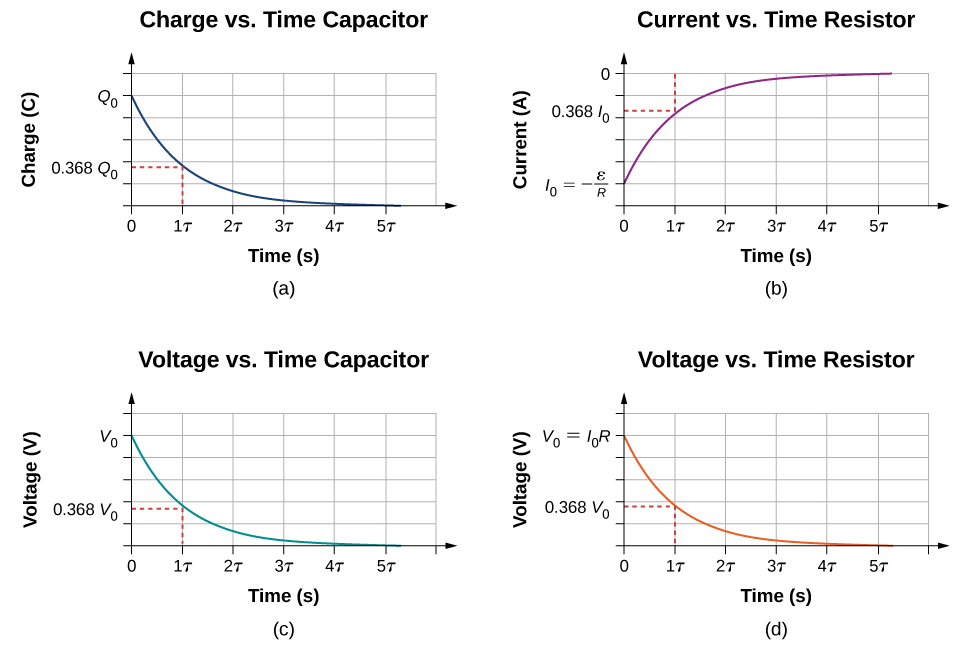 Charge vs. Time Capacitor
Charge (C)
Q₀
0.368 Q₀
0 1τ 2τ 3τ 4τ 5τ
Time (s)
(a)
Current vs. Time Resistor
Current (A)
0
0.368 I₀
I₀ = −ε/R
0 1τ 2τ 3τ 4τ 5τ
Time (s)
(b)
Voltage vs. Time Capacitor
Voltage (V)
V₀
0.368 V₀
0 1τ 2τ 3τ 4τ 5τ
Time (s)
(c)
Voltage vs. Time Resistor
Voltage (V)
V₀ = I₀R
0.368 V₀
0 1τ 2τ 3τ 4τ 5τ
Time (s)
(d)